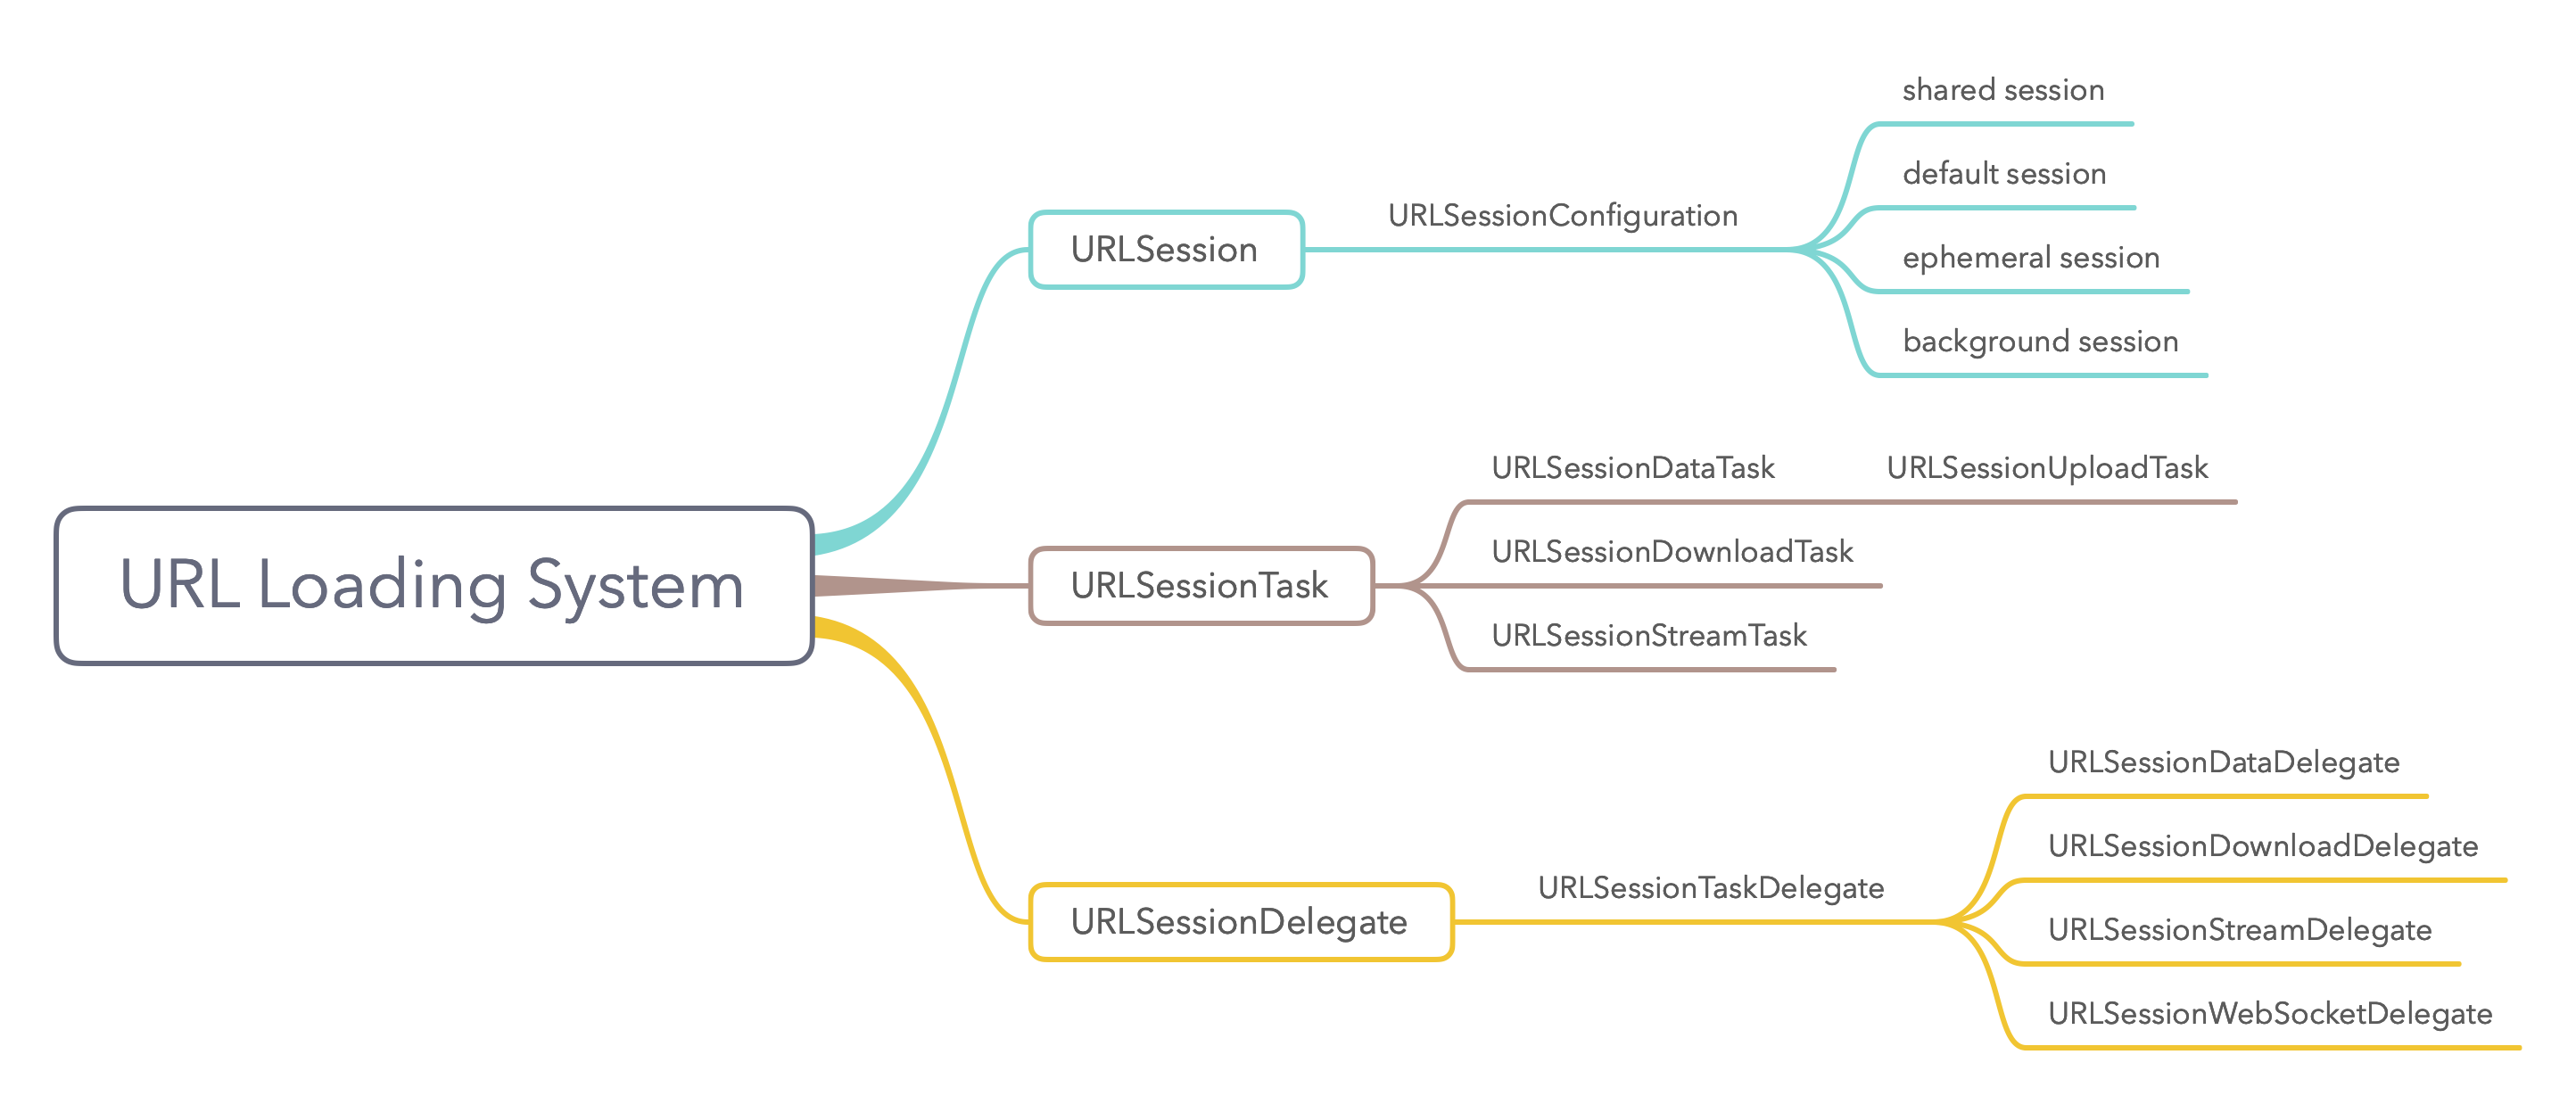 URL Loading System
URLSession
URLSessionConfiguration
shared session
default session
ephemeral session
background session
URLSessionTask
URLSessionDataTask
URLSessionUploadTask
URLSessionDownloadTask
URLSessionStreamTask
URLSessionDelegate
URLSessionTaskDelegate
URLSessionDataDelegate
URLSessionDownloadDelegate
URLSessionStreamDelegate
URLSessionWebSocketDelegate